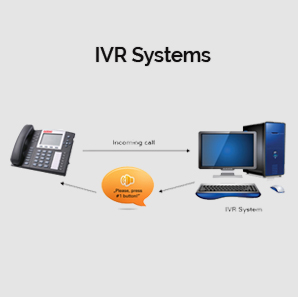 IVR Systems
Incoming call
„Please, press
#1 button!"
IVR System